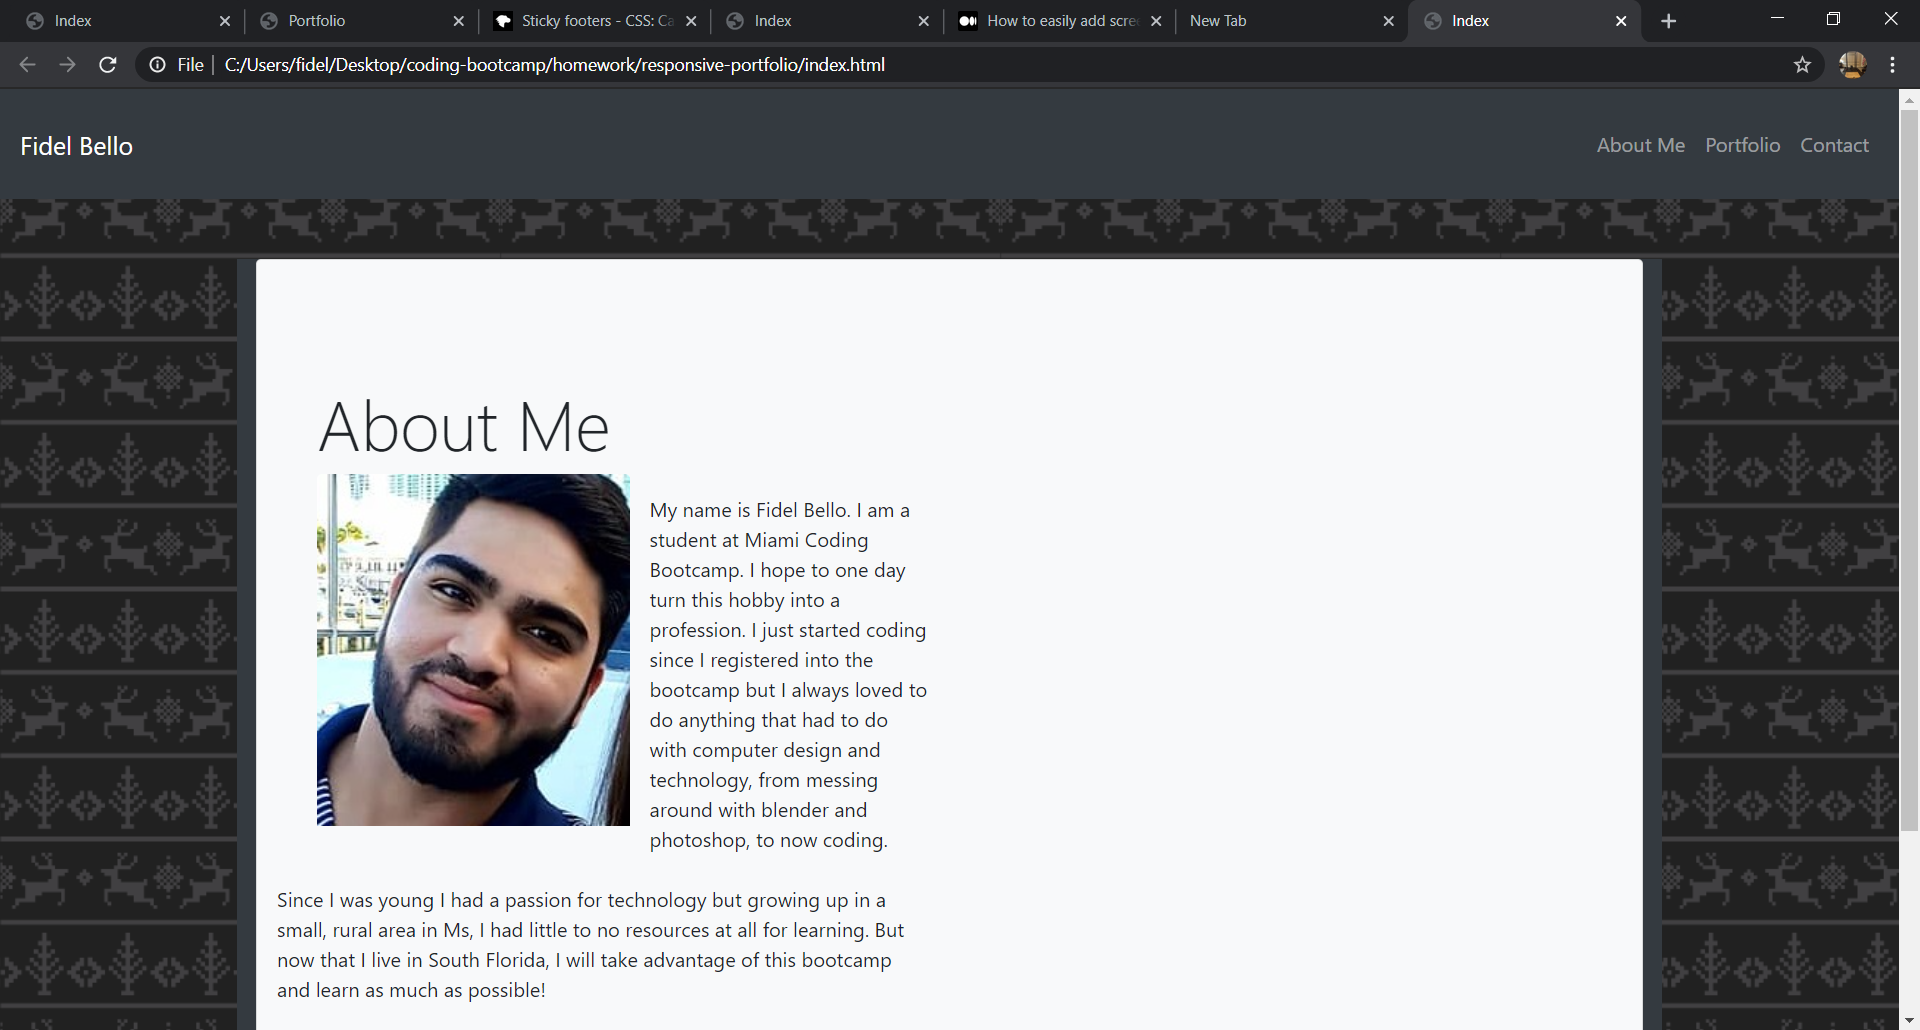 Index
Portfolio
Sticky footers - CSS: Ca
Index
How to easily add scre
New Tab
Index
File
C:/Users/fidel/Desktop/coding-bootcamp/homework/responsive-portfolio/index.html
Fidel Bello
About Me Portfolio Contact
About Me
My name is Fidel Bello. I am a
student at Miami Coding
Bootcamp. I hope to one day
turn this hobby into a
profession. I just started coding
since I registered into the
bootcamp but I always loved to
do anything that had to do
with computer design and
technology, from messing
around with blender and
photoshop, to now coding.
Since I was young I had a passion for technology but growing up in a
small, rural area in Ms, I had little to no resources at all for learning. But
now that I live in South Florida, I will take advantage of this bootcamp
and learn as much as possible!